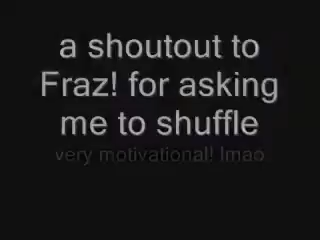 a shoutout to
Fraz! for asking
me to shuffle
very motivational! lmao